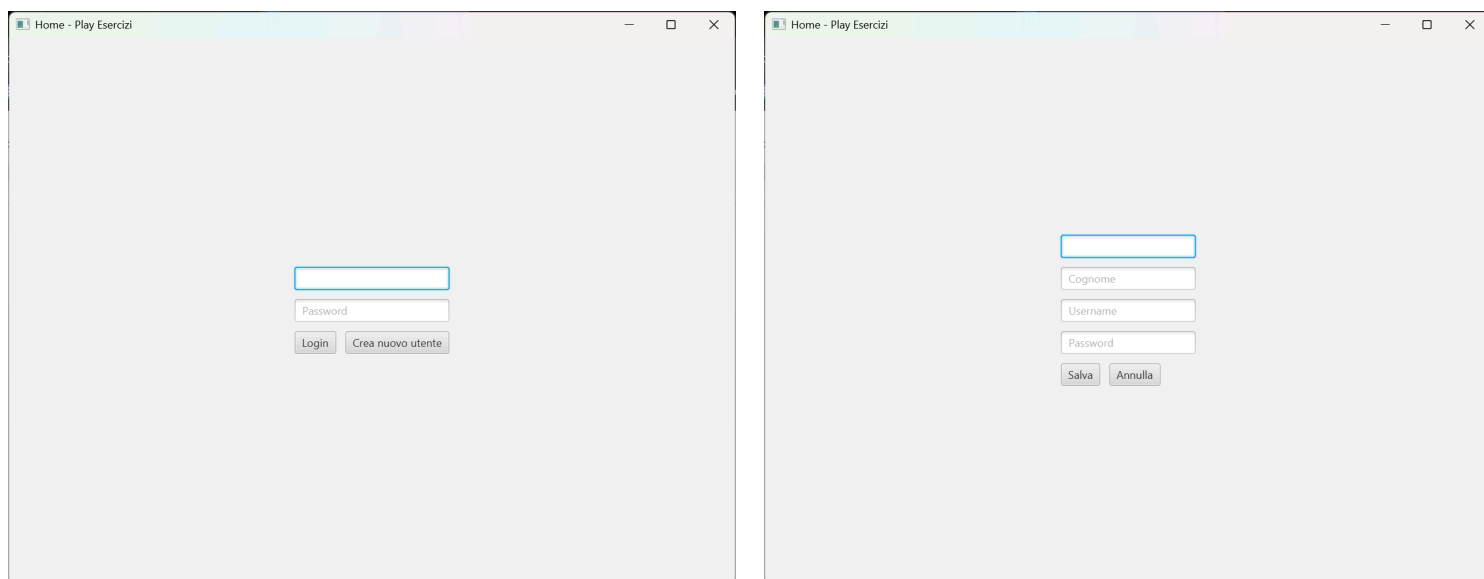 Home - Play Esercizi
Password
Login
Crea nuovo utente
Home - Play Esercizi
Cognome
Username
Password
Salva
Annulla